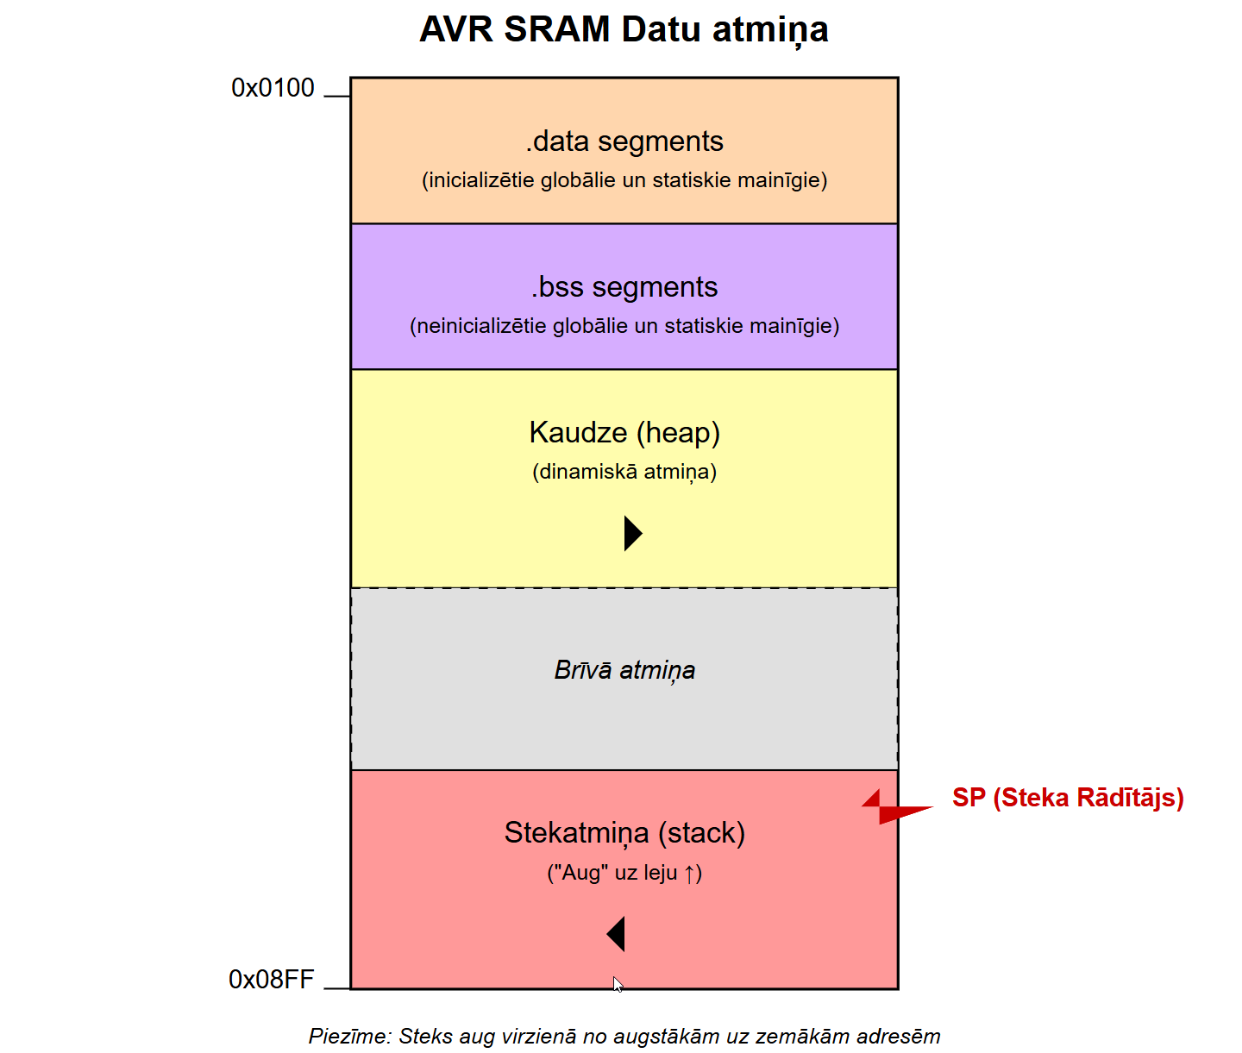 AVR SRAM Datu atmiņa
0x0100
.data segments
(inicializētie globālie un statiskie mainīgie)
.bss segments
(neinicializētie globālie un statiskie mainīgie)
Kaudze (heap)
(dinamiskā atmiņa)
Brīvā atmiņa
SP (Steka Rādītājs)
Stekatmiņa (stack)
("Aug" uz leju ↑)
0x08FF
Piezīme: Steks aug virzienā no augstākām uz zemākām adresēm